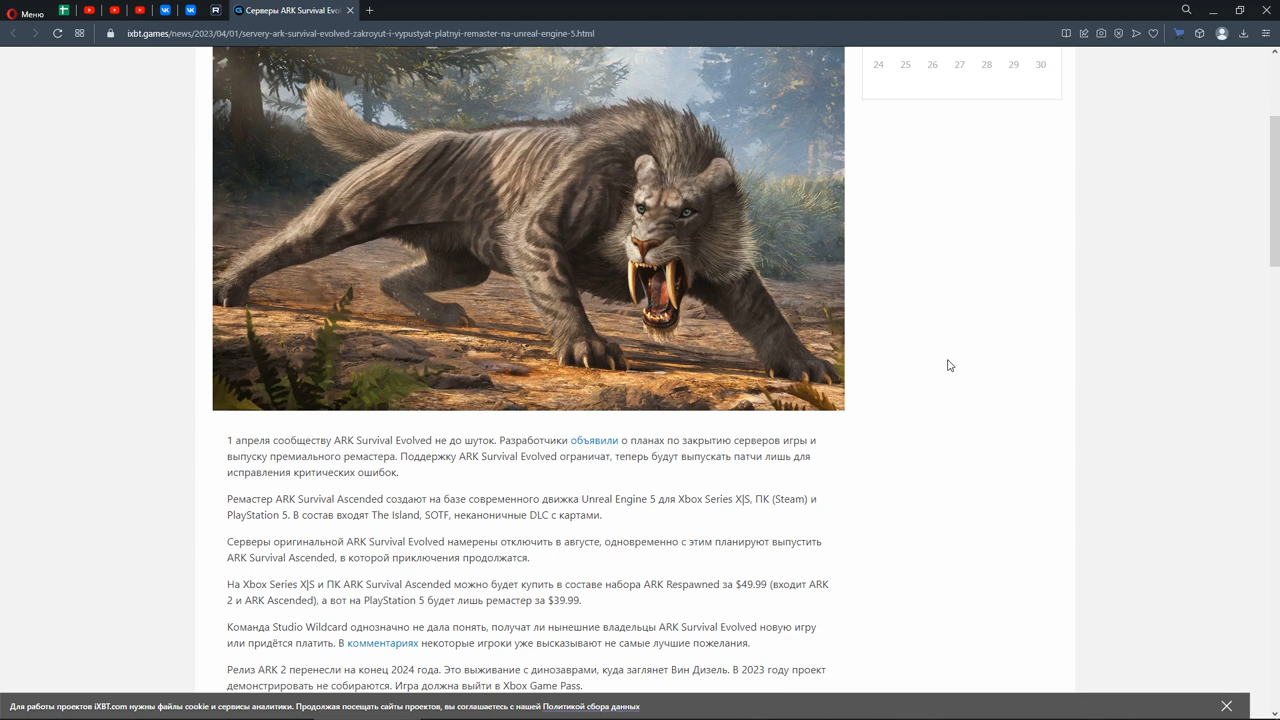 Меню
Серверы ARK Survival Evol
ixbt.games/news/2023/04/01/servery-ark-survival-evolved-zakroyut-i-vypustyat-platnyi-remaster-na-unreal-engine-5.html
24 25 26 27 28 29 30
1 апреля сообществу ARK Survival Evolved не до шуток. Разработчики объявили о планах по закрытию серверов игры и
выпуску премиального ремастера. Поддержку ARK Survival Evolved ограничат, теперь будут выпускать патчи лишь для
исправления критических ошибок.
Ремастер ARK Survival Ascended создают на базе современного движка Unreal Engine 5 для Xbox Series X|S, ПК (Steam) и
PlayStation 5. В состав входят The Island, SOTF, неканоничные DLC с картами.
Серверы оригинальной ARK Survival Evolved намерены отключить в августе, одновременно с этим планируют выпустить
ARK Survival Ascended, в которой приключения продолжатся.
На Xbox Series X|S и ПК ARK Survival Ascended можно будет купить в составе набора ARK Respawned за $49.99 (входит ARK
2 и ARK Ascended), а вот на PlayStation 5 будет лишь ремастер за $39.99.
Команда Studio Wildcard однозначно не дала понять, получат ли нынешние владельцы ARK Survival Evolved новую игру
или придётся платить. В комментариях некоторые игроки уже высказывают не самые лучшие пожелания.
Релиз ARK 2 перенесли на конец 2024 года. Это выживание с динозаврами, куда заглянет Вин Дизель. В 2023 году проект
демонстрировать не собираются. Игра должна выйти в Xbox Game Pass.
Для работы проектов iXBT.com нужны файлы cookie и сервисы аналитики. Продолжая посещать сайты проектов, вы соглашаетесь с нашей Политикой сбора данных